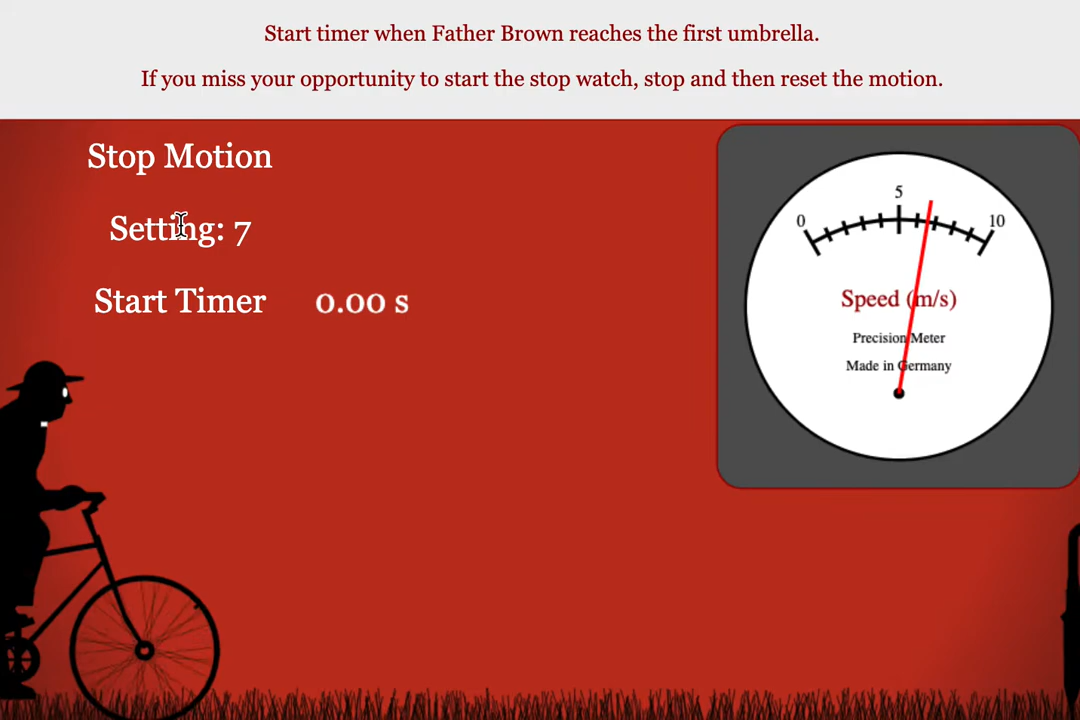 Start timer when Father Brown reaches the first umbrella.
If you miss your opportunity to start the stop watch, stop and then reset the motion.
Stop Motion
Setting: 7
Start Timer 0.00 s
0 5 10
Speed (m/s)
Precision Meter
Made in Germany